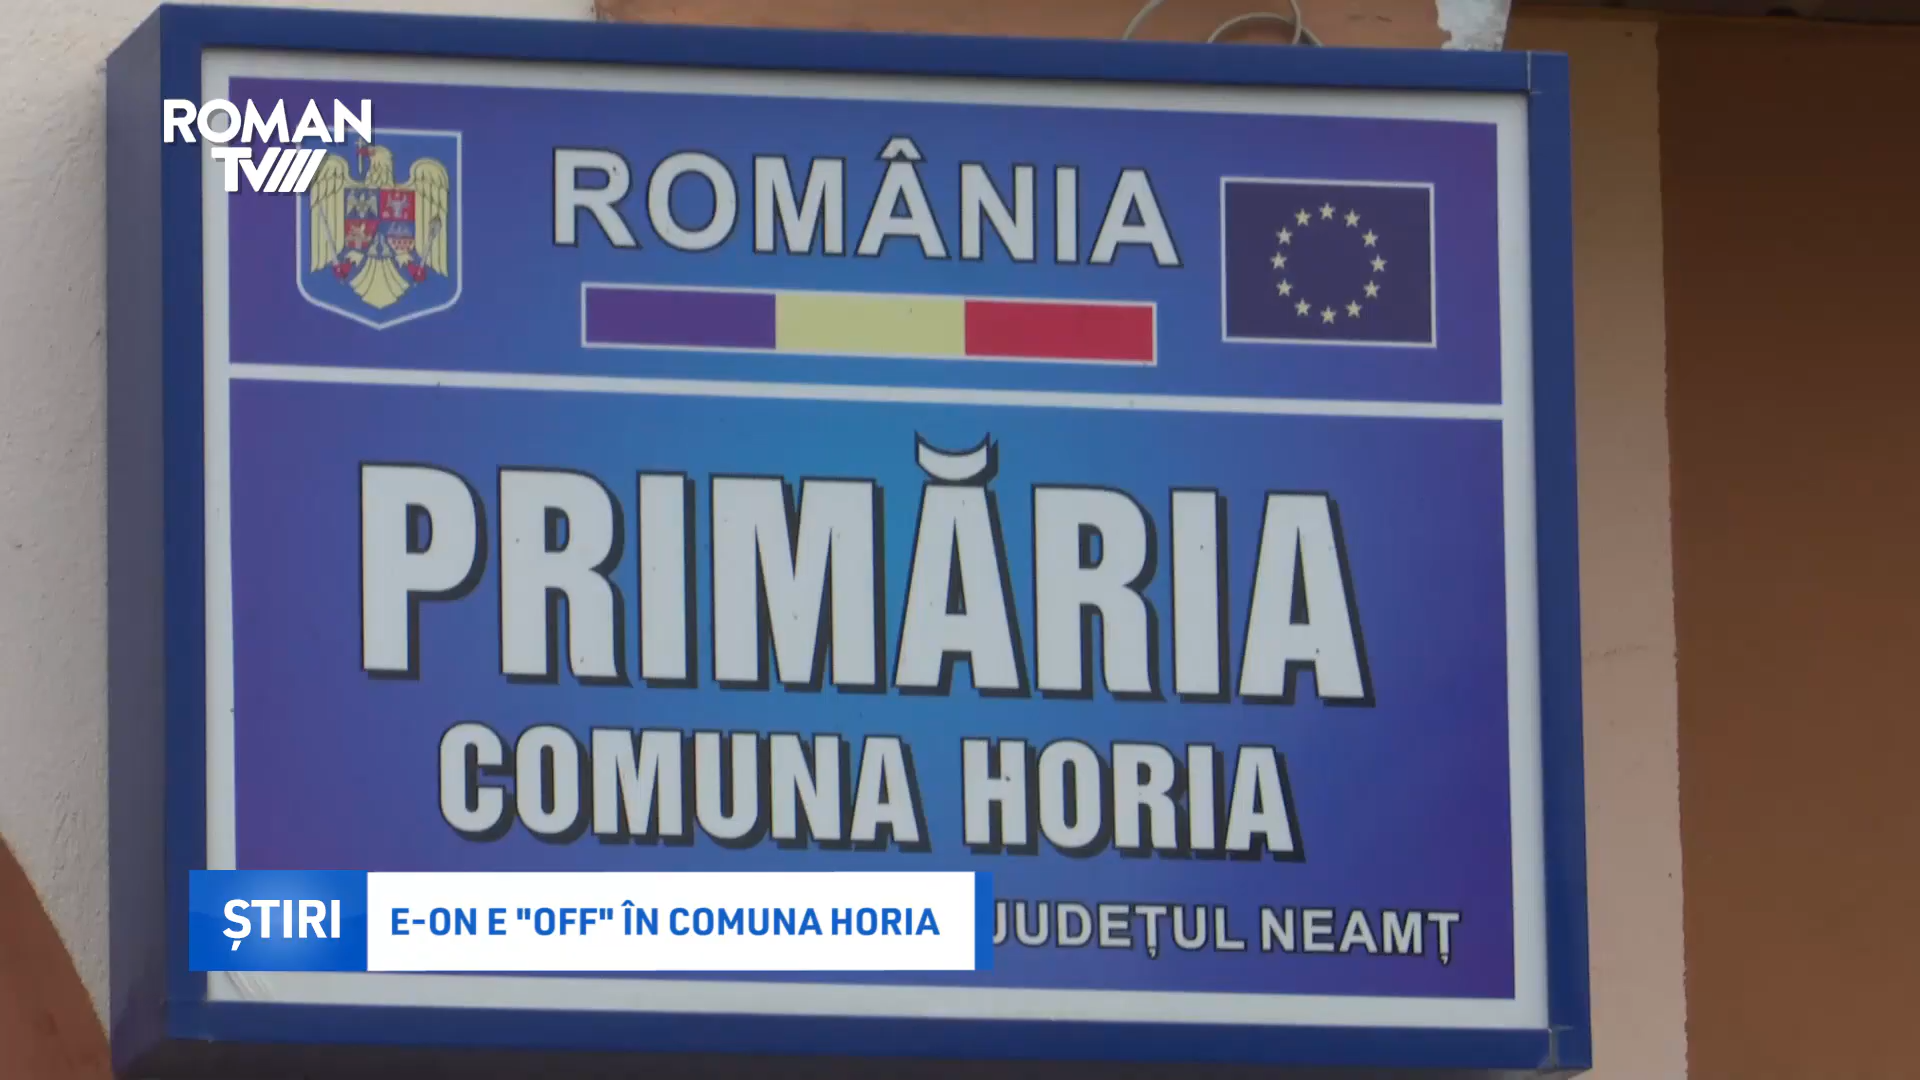 ROMAN
TV
ROMÂNIA
PRIMĂRIA
COMUNA HORIA
JUDEȚUL NEAMȚ
ȘTIRI
E-ON E "OFF" ÎN COMUNA HORIA